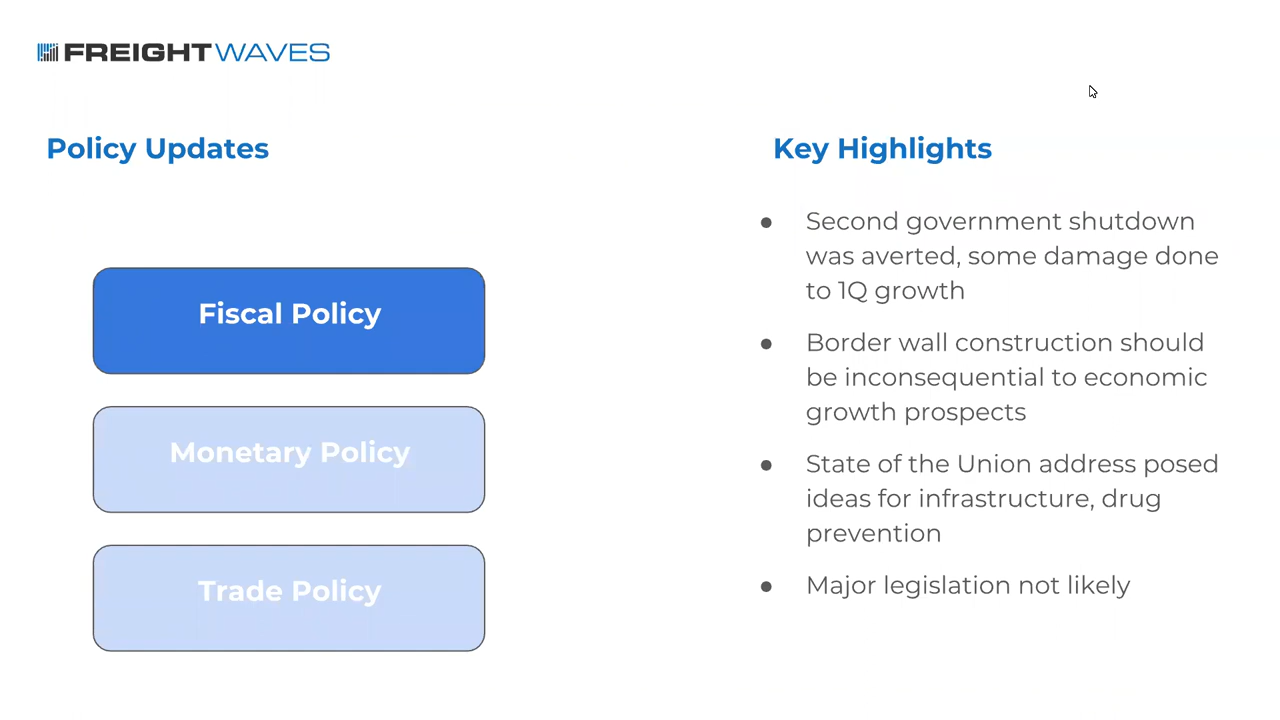 FREIGHTWAVES
Policy Updates
Fiscal Policy
Monetary Policy
Trade Policy
Key Highlights
● Second government shutdown
was averted, some damage done
to 1Q growth
● Border wall construction should
be inconsequential to economic
growth prospects
● State of the Union address posed
ideas for infrastructure, drug
prevention
● Major legislation not likely